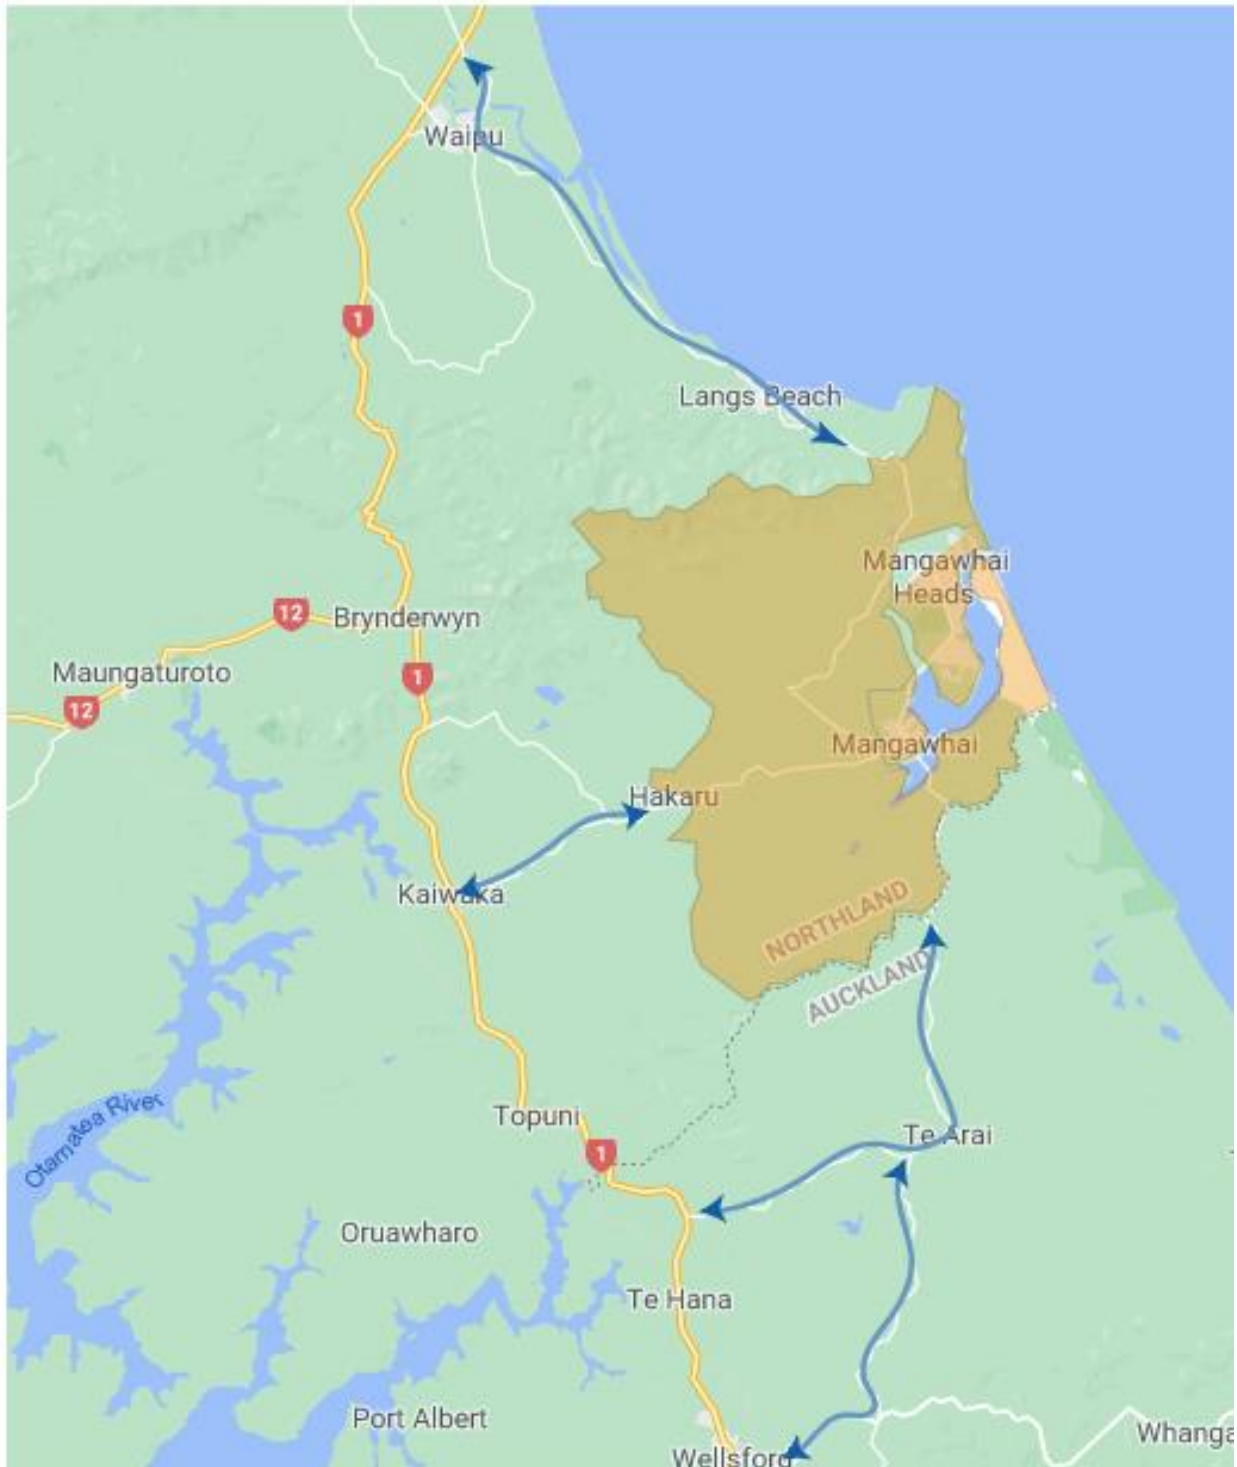 Waipu
1
Langs Beach
Mangawhai
Heads
12
Brynderwyn
Maungaturoto
1
12
Mangawhai
Hakaru
Kaiwaka
NORTHLAND
AUCKLAND
Otamatea River
Topuni
Te Arai
1
Oruawharo
Te Hana
Port Albert
Whanga
Wellsford